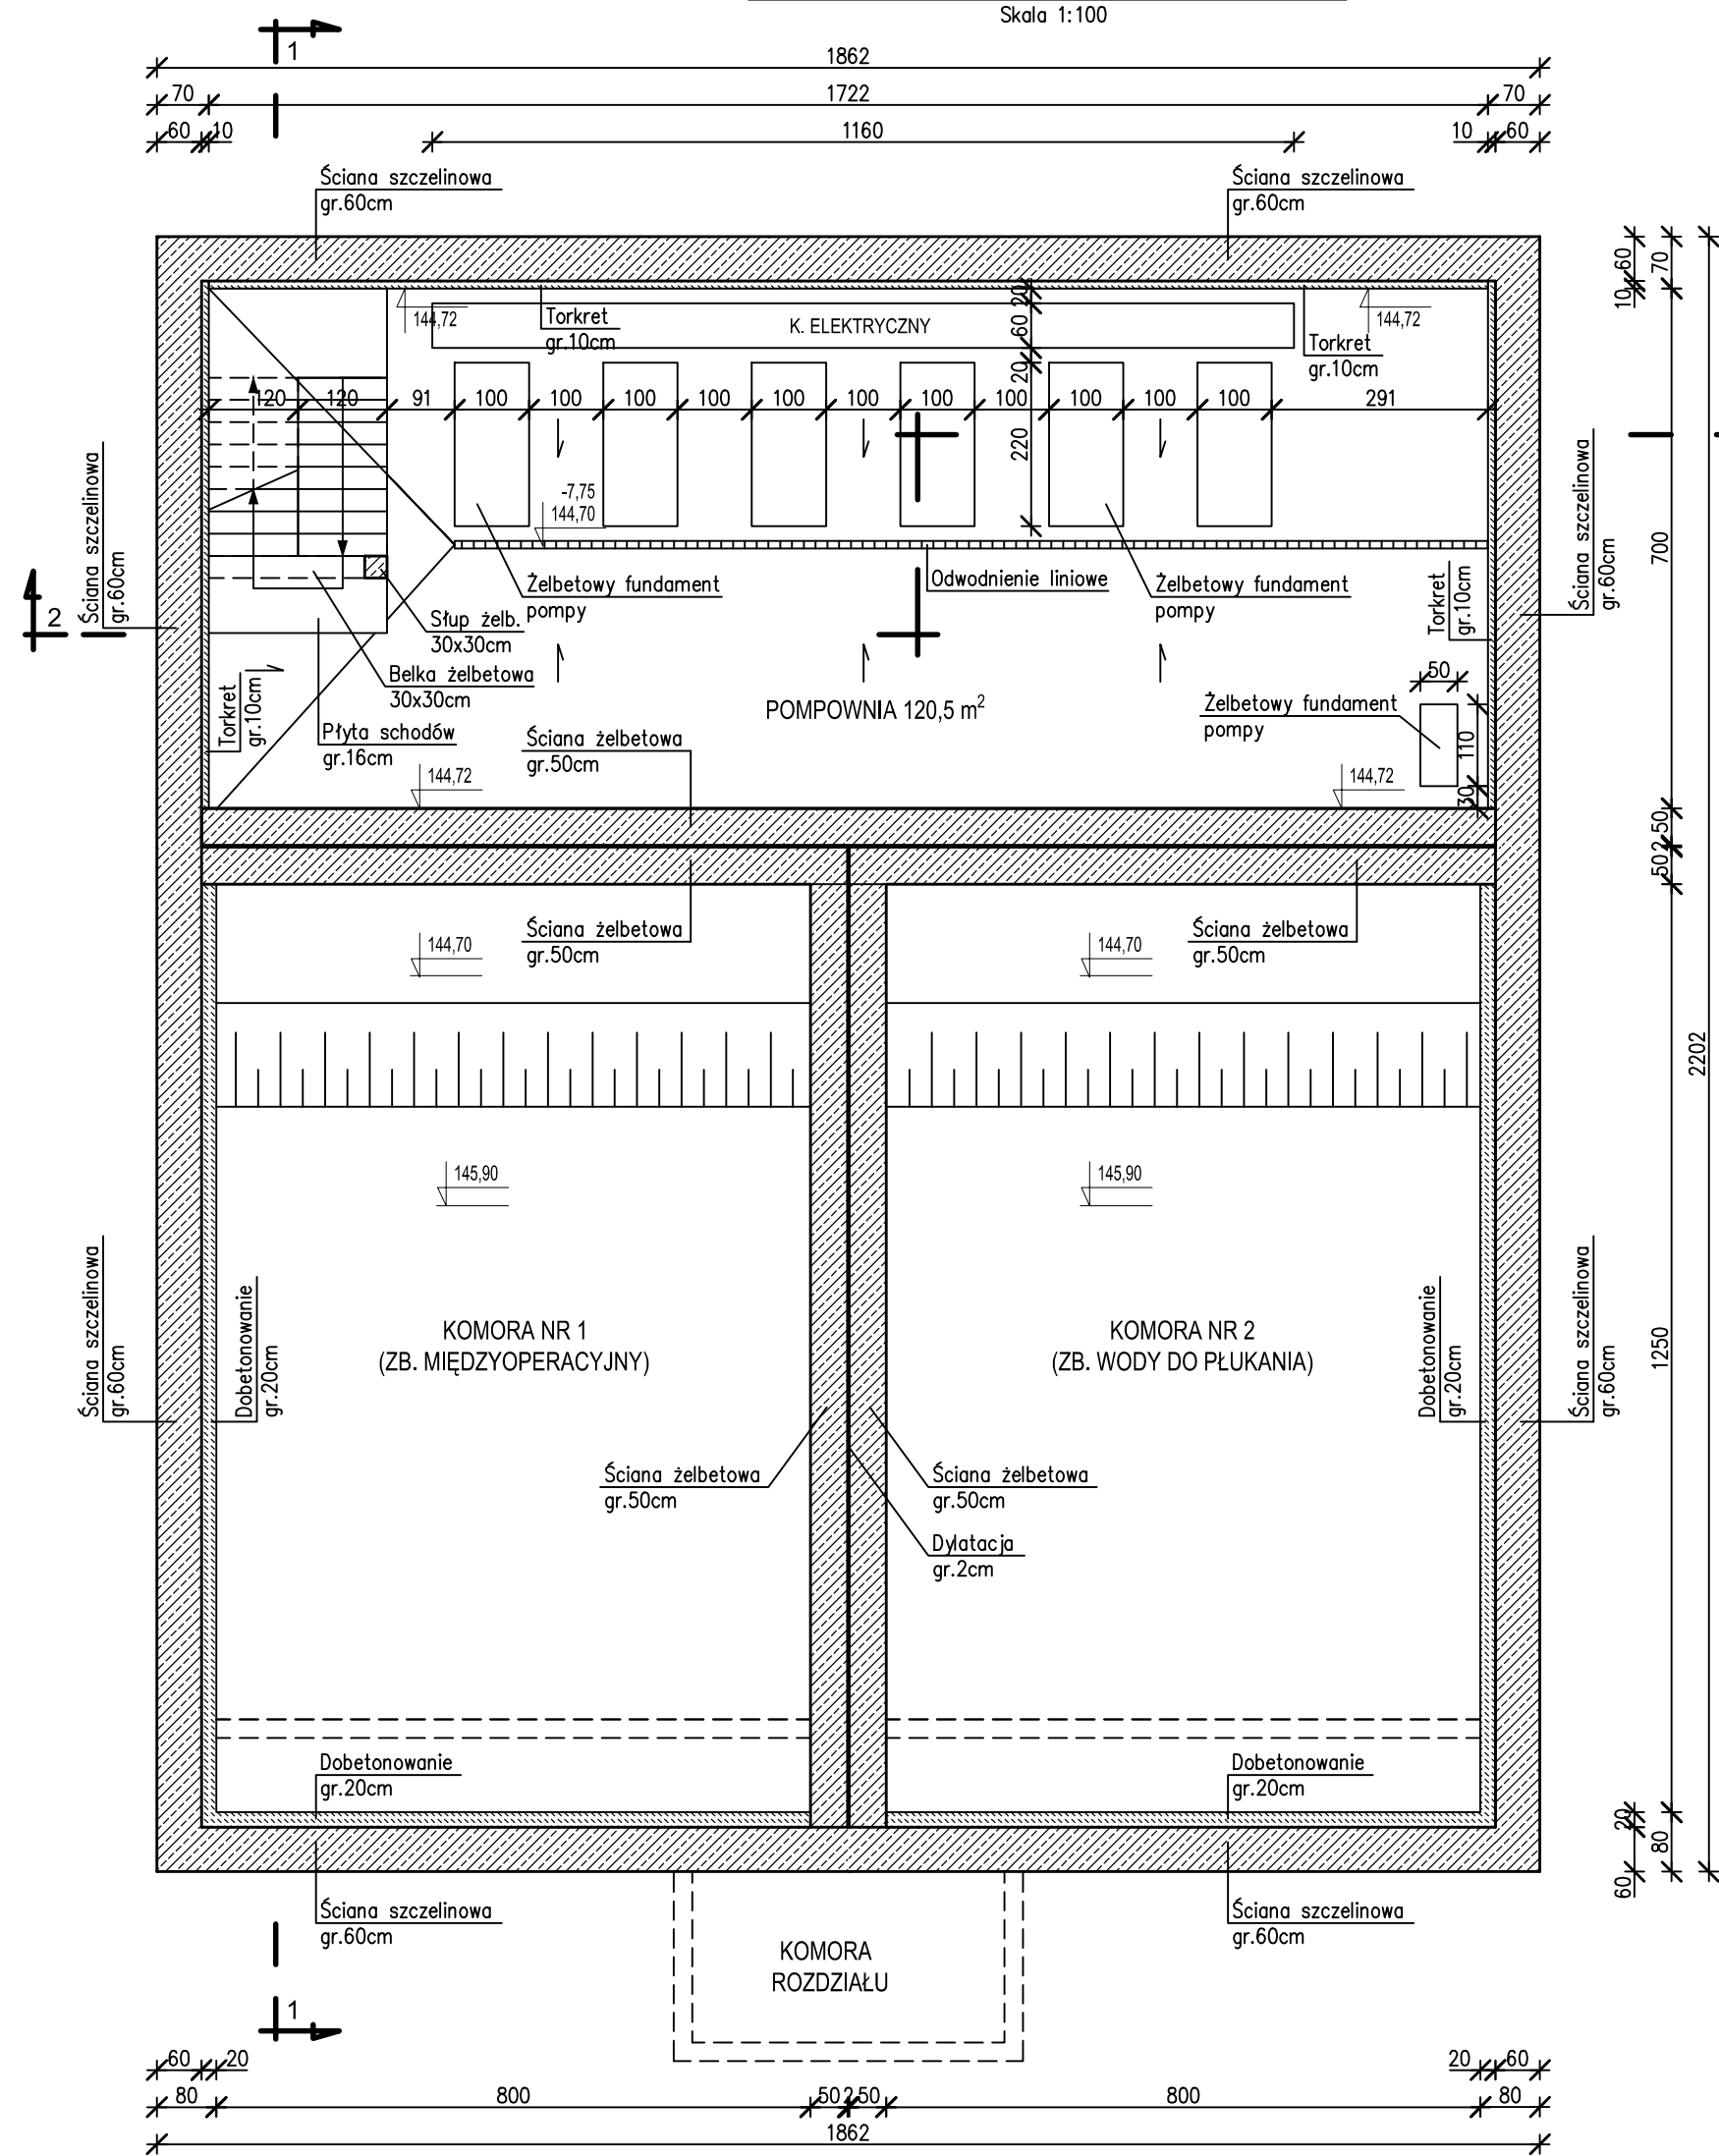 Skala 1:100
1
1862
70
1722
70
60
10
1160
10
60
Ściana szczelinowa
gr.60cm
Ściana szczelinowa
gr.60cm
60
70
10
144,72
Torkret
gr.10cm
K. ELEKTRYCZNY
20
60
20
144,72
Torkret
gr.10cm
120
120
91
100
100
100
100
100
100
100
100
100
100
100
291
220
-7,75
144,70
Ściana szczelinowa
gr.60cm
Ściana szczelinowa
gr.60cm
2
Żelbetowy fundament
pompy
Odwodnienie liniowe
Żelbetowy fundament
pompy
Torkret
gr.10cm
700
2202
Słup żelb.
30x30cm
Belka żelbetowa
30x30cm
Torkret
gr.10cm
Płyta schodów
gr.16cm
POMPOWNIA 120,5 m²
Żelbetowy fundament
pompy
50
110
30
Ściana żelbetowa
gr.50cm
144,72
144,72
50
2
50
Ściana żelbetowa
gr.50cm
Ściana żelbetowa
gr.50cm
144,70
144,70
145,90
145,90
Ściana szczelinowa
gr.60cm
Dobetonowanie
gr.20cm
KOMORA NR 1
(ZB. MIĘDZYOPERACYJNY)
KOMORA NR 2
(ZB. WODY DO PŁUKANIA)
Dobetonowanie
gr.20cm
Ściana szczelinowa
gr.60cm
1250
Ściana żelbetowa
gr.50cm
Ściana żelbetowa
gr.50cm
Dylatacja
gr.2cm
Dobetonowanie
gr.20cm
Dobetonowanie
gr.20cm
20
80
60
Ściana szczelinowa
gr.60cm
Ściana szczelinowa
gr.60cm
KOMORA
ROZDZIAŁU
1
60
20
20
60
80
800
50
2
50
800
80
1862